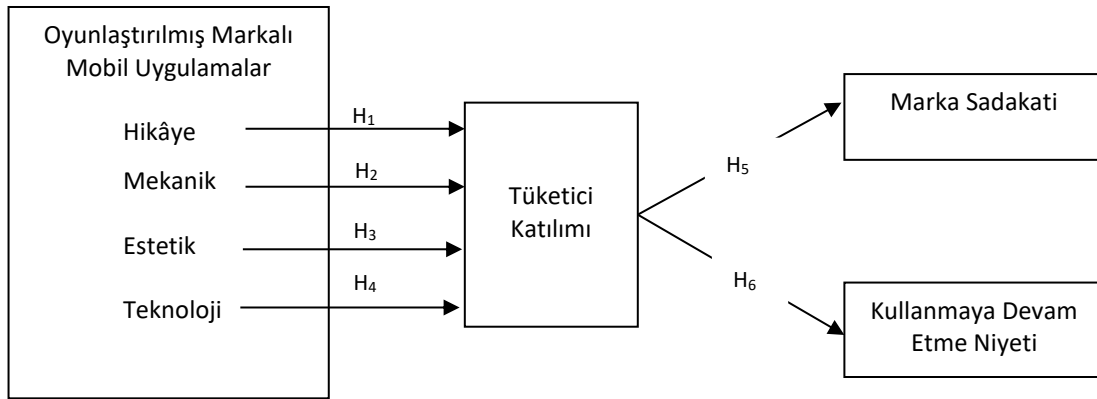 Oyunlaştırılmış Markalı
Mobil Uygulamalar
Hikâye
H₁
Mekanik
H₂
Estetik
H₃
Teknoloji
H₄
Tüketici
Katılımı
H₅
H₆
Marka Sadakati
Kullanmaya Devam
Etme Niyeti